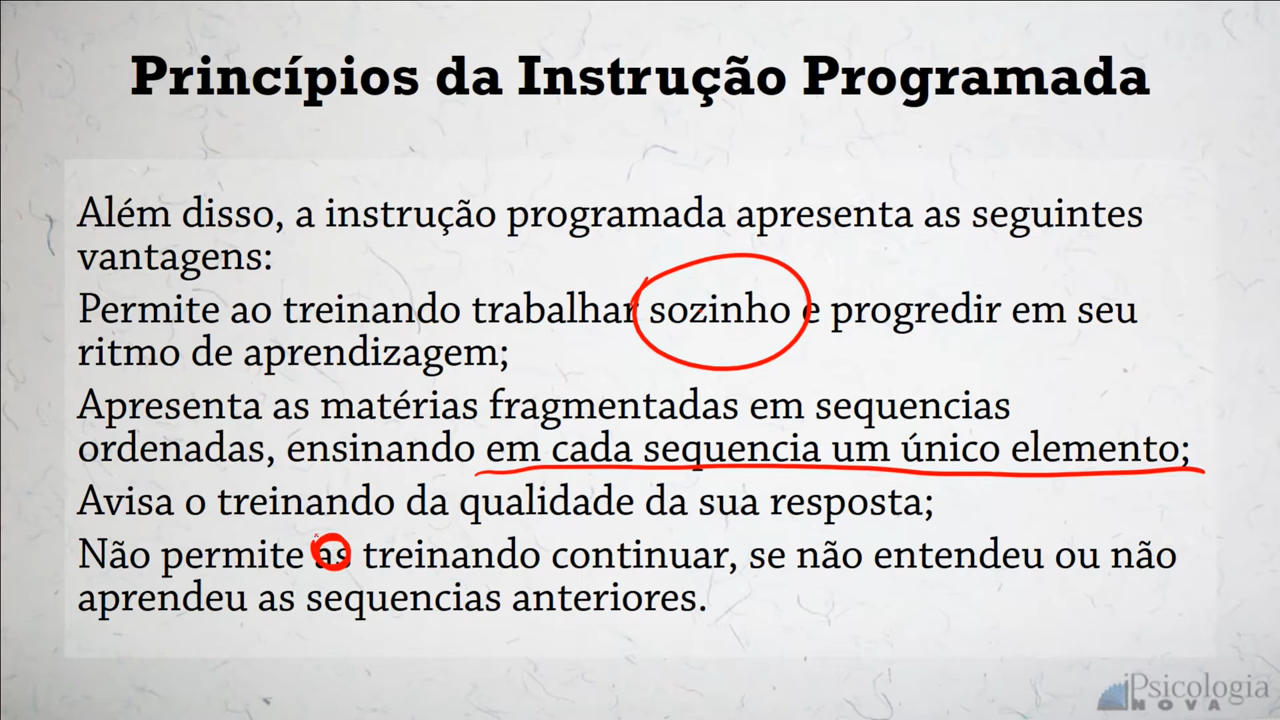 Princípios da Instrução Programada
Além disso, a instrução programada apresenta as seguintes
vantagens:
Permite ao treinando trabalhar sozinho e progredir em seu
ritmo de aprendizagem;
Apresenta as matérias fragmentadas em sequencias
ordenadas, ensinando em cada sequencia um único elemento;
Avisa o treinando da qualidade da sua resposta;
Não permite as treinando continuar, se não entendeu ou não
aprendeu as sequencias anteriores.
Psicologia
NOVA